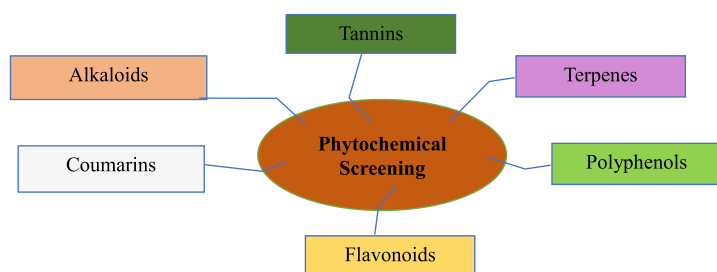 Tannins
Alkaloids
Terpenes
Phytochemical
Screening
Coumarins
Polyphenols
Flavonoids